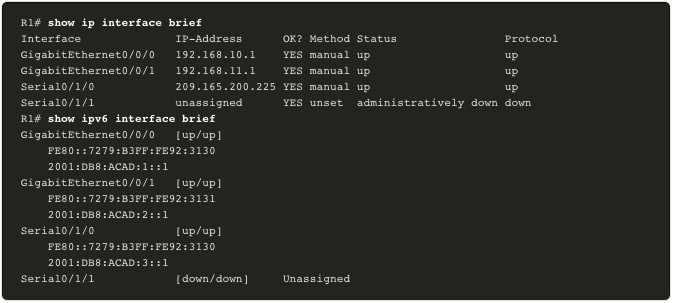 R1# show ip interface brief
Interface              IP-Address      OK? Method Status                Protocol
GigabitEthernet0/0/0   192.168.10.1    YES manual up                    up
GigabitEthernet0/0/1   192.168.11.1    YES manual up                    up
Serial0/1/0            209.165.200.225 YES manual up                    up
Serial0/1/1            unassigned      YES unset  administratively down down
R1# show ipv6 interface brief
GigabitEthernet0/0/0   [up/up]
    FE80::7279:B3FF:FE92:3130
    2001:DB8:ACAD:1::1
GigabitEthernet0/0/1   [up/up]
    FE80::7279:B3FF:FE92:3131
    2001:DB8:ACAD:2::1
Serial0/1/0            [up/up]
    FE80::7279:B3FF:FE92:3130
    2001:DB8:ACAD:3::1
Serial0/1/1            [down/down]     Unassigned